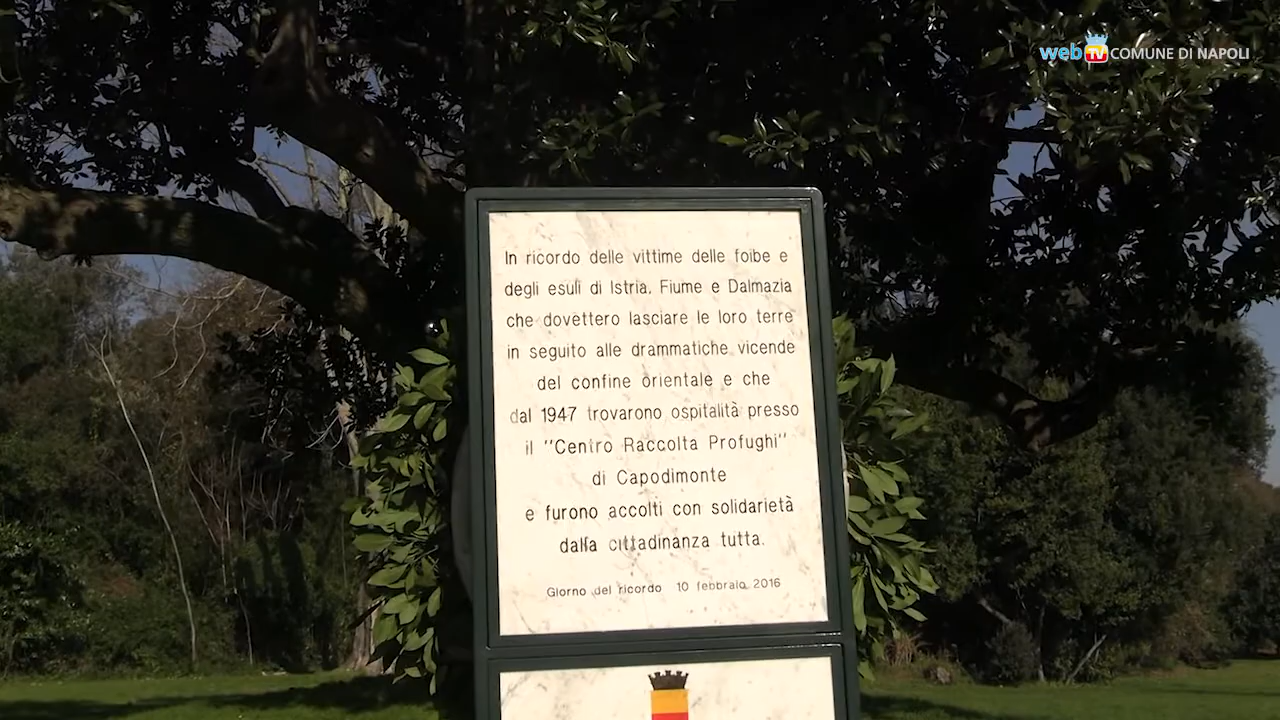 web TV COMUNE DI NAPOLI
In ricordo delle vittime delle foibe e
degli esuli di Istria, Fiume e Dalmazia
che dovettero lasciare le loro terre
in seguito alle drammatiche vicende
del confine orientale e che
dal 1947 trovarono ospitalità presso
il "Centro Raccolta Profughi"
di Capodimonte
e furono accolti con solidarietà
dalla cittadinanza tutta.
Giorno del ricordo 10 febbraio 2016